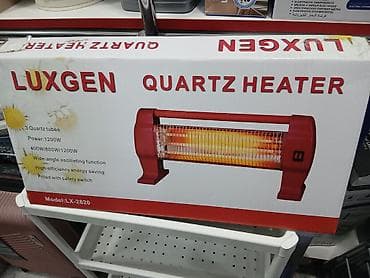 LUXGEN
QUARTZ HEATER
LUXGEN QUARTZ HEATER
3 Quartz tubes
Power:1200W
400W/800W/1200W
Wide-angle oscillating function
High-efficiency energy saving
Fitted with safety switch
Model:LX-2820